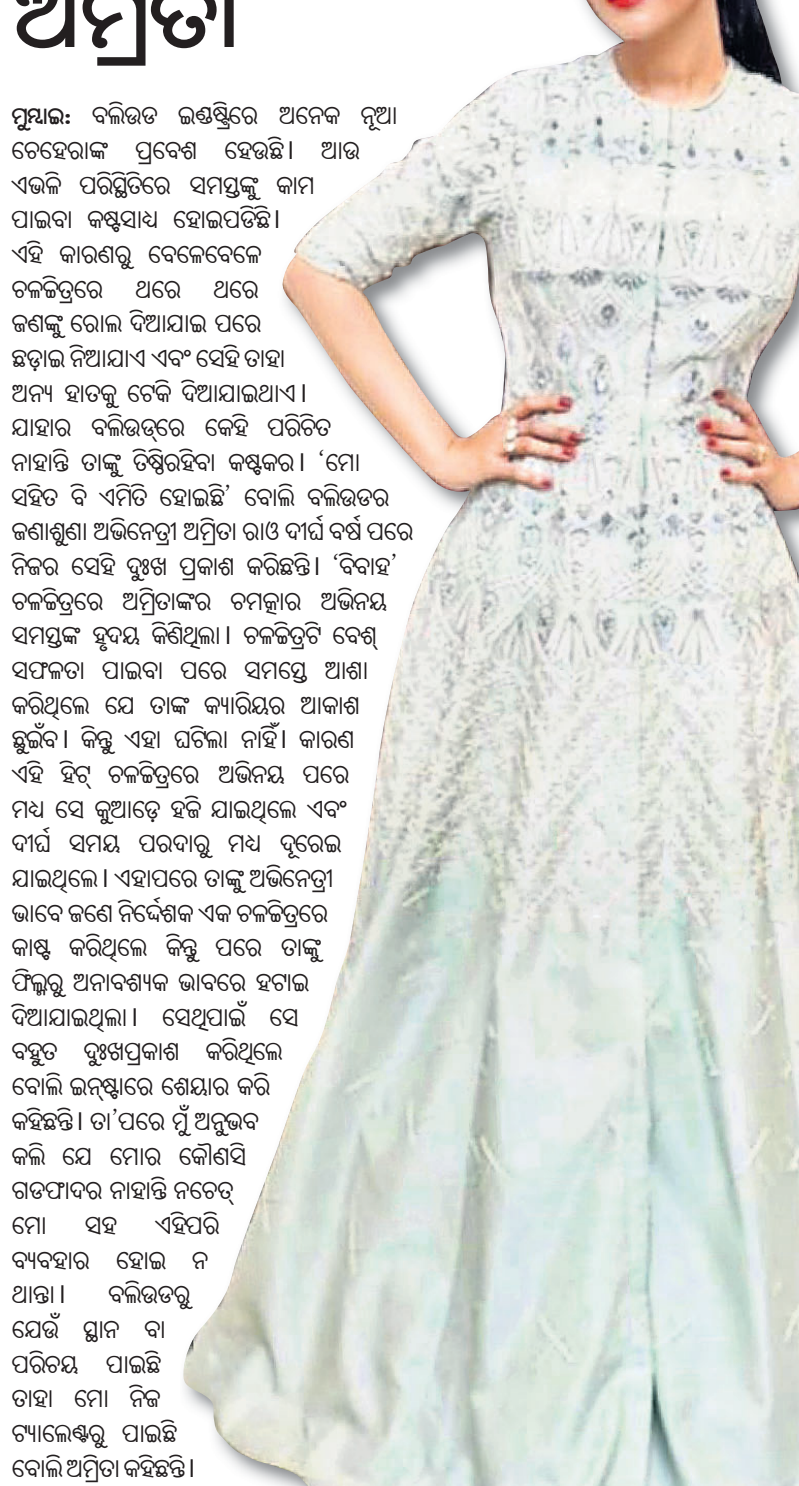 ଅମ୍ରିତା
ମୁମ୍ବାଇ: ବଲିଉଡ ଇଣ୍ଡଷ୍ଟ୍ରିରେ ଅନେକ ନୂଆ
ଚେହେରାଙ୍କ ପ୍ରବେଶ ହେଉଛି। ଆଉ
ଏଭଳି ପରିସ୍ଥିତିରେ ସମସ୍ତଙ୍କୁ କାମ
ପାଇବା କଷ୍ଟସାଧ୍ୟ ହୋଇପଡିଛି।
ଏହି କାରଣରୁ ବେଳେବେଳେ
ଚଳଚ୍ଚିତ୍ରରେ ଥରେ ଥରେ
ଜଣଙ୍କୁ ରୋଲ ଦିଆଯାଇ ପରେ
ଛଡ଼ାଇ ନିଆଯାଏ ଏବଂ ସେହି ତାହା
ଅନ୍ୟ ହାତକୁ ଟେକି ଦିଆଯାଇଥାଏ।
ଯାହାର ବଲିଉଡ୍‌ରେ କେହି ପରିଚିତ
ନାହାନ୍ତି ତାଙ୍କୁ ତିଷ୍ଠିରହିବା କଷ୍ଟକର। ‘ମୋ
ସହିତ ବି ଏମିତି ହୋଇଛି’ ବୋଲି ବଲିଉଡର
ଜଣାଶୁଣା ଅଭିନେତ୍ରୀ ଅମ୍ରିତା ରାଓ ଦୀର୍ଘ ବର୍ଷ ପରେ
ନିଜର ସେହି ଦୁଃଖ ପ୍ରକାଶ କରିଛନ୍ତି। ‘ବିବାହ’
ଚଳଚ୍ଚିତ୍ରରେ ଅମ୍ରିତାଙ୍କର ଚମତ୍କାର ଅଭିନୟ
ସମସ୍ତଙ୍କ ହୃଦୟ କିଣିଥିଲା। ଚଳଚ୍ଚିତ୍ରଟି ବେଶ୍
ସଫଳତା ପାଇବା ପରେ ସମସ୍ତେ ଆଶା
କରିଥିଲେ ଯେ ତାଙ୍କ କ୍ୟାରିୟର ଆକାଶ
ଛୁଇଁବ। କିନ୍ତୁ ଏହା ଘଟିଲା ନାହିଁ। କାରଣ
ଏହି ହିଟ୍ ଚଳଚ୍ଚିତ୍ରରେ ଅଭିନୟ ପରେ
ମଧ୍ୟ ସେ କୁଆଡ଼େ ହଜି ଯାଇଥିଲେ ଏବଂ
ଦୀର୍ଘ ସମୟ ପରଦାରୁ ମଧ୍ୟ ଦୂରେଇ
ଯାଇଥିଲେ। ଏହାପରେ ତାଙ୍କୁ ଅଭିନେତ୍ରୀ
ଭାବେ ଜଣେ ନିର୍ଦ୍ଦେଶକ ଏକ ଚଳଚ୍ଚିତ୍ରରେ
କାଷ୍ଟ କରିଥିଲେ କିନ୍ତୁ ପରେ ତାଙ୍କୁ
ଫିଲ୍ମରୁ ଅନାବଶ୍ୟକ ଭାବରେ ହଟାଇ
ଦିଆଯାଇଥିଲା। ସେଥିପାଇଁ ସେ
ବହୁତ ଦୁଃଖପ୍ରକାଶ କରିଥିଲେ
ବୋଲି ଇନ୍‌ଷ୍ଟାରେ ଶେୟାର କରି
କହିଛନ୍ତି। ତା’ପରେ ମୁଁ ଅନୁଭବ
କଲି ଯେ ମୋର କୌଣସି
ଗଡଫାଦର ନାହାନ୍ତି ନଚେତ୍
ମୋ ସହ ଏହିପରି
ବ୍ୟବହାର ହୋଇ ନ
ଥାନ୍ତା। ବଲିଉଡରୁ
ଯେଉଁ ସ୍ଥାନ ବା
ପରିଚୟ ପାଇଛି
ତାହା ମୋ ନିଜ
ଟ୍ୟାଲେଣ୍ଟରୁ ପାଇଛି
ବୋଲି ଅମ୍ରିତା କହିଛନ୍ତି।